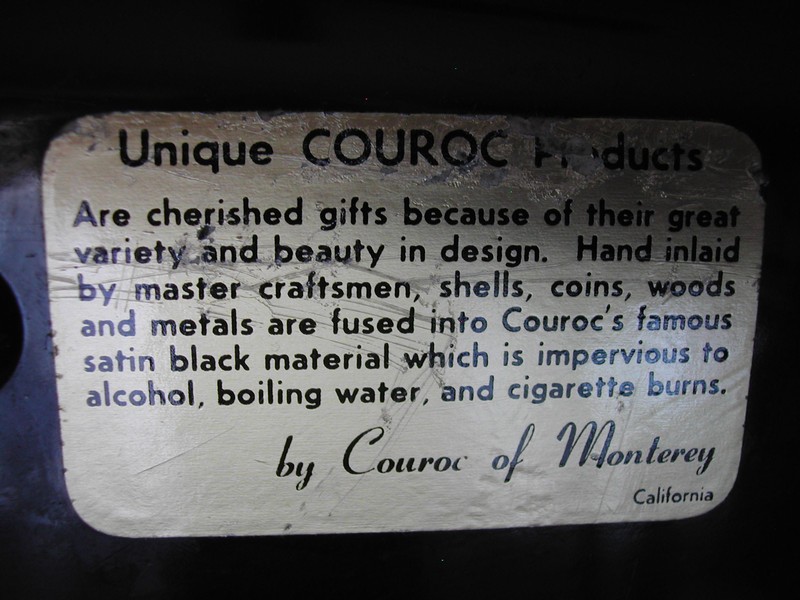 Unique COUROC Products
Are cherished gifts because of their great
variety and beauty in design. Hand inlaid
by master craftsmen, shells, coins, woods
and metals are fused into Couroc's famous
satin black material which is impervious to
alcohol, boiling water, and cigarette burns.
by Couroc of Monterey
California